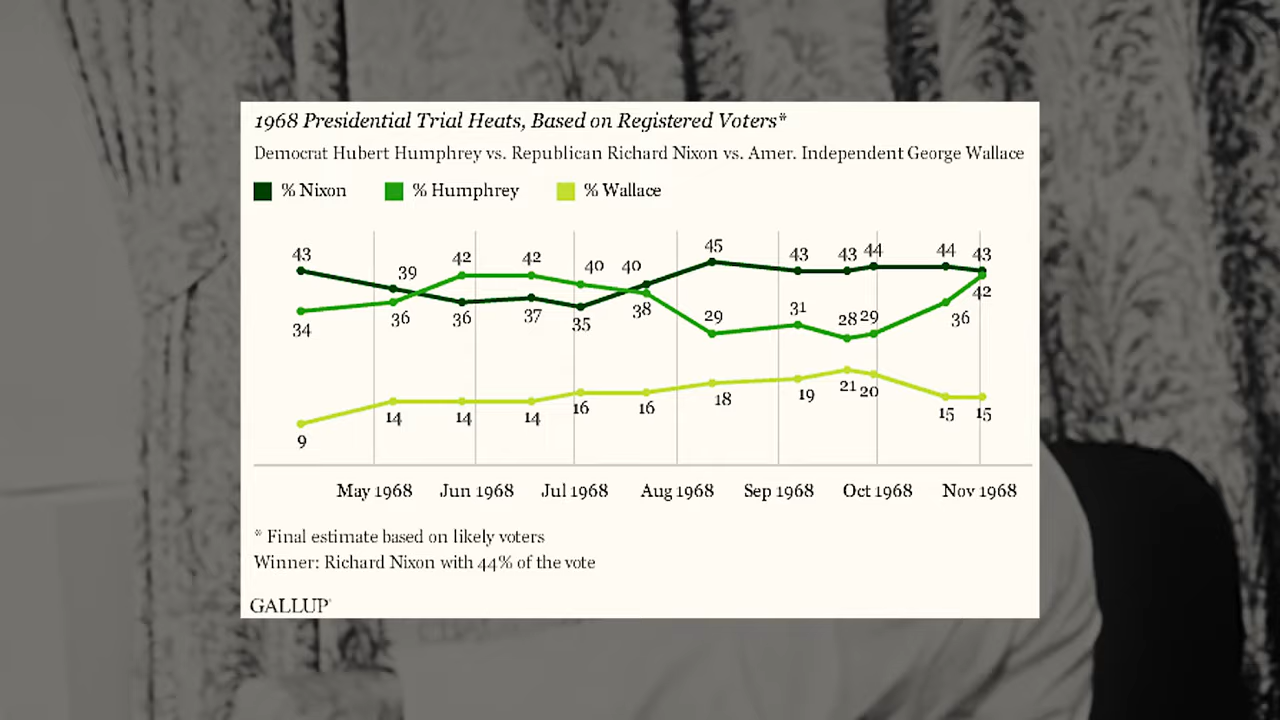 1968 Presidential Trial Heats, Based on Registered Voters*
Democrat Hubert Humphrey vs. Republican Richard Nixon vs. Amer. Independent George Wallace
% Nixon % Humphrey % Wallace
43 39 42 42 40 40 45 43 43 44 44 43
34 36 36 37 35 38 29 31 28 29 36 42
9 14 14 14 16 16 18 19 21 20 15 15
May 1968 Jun 1968 Jul 1968 Aug 1968 Sep 1968 Oct 1968 Nov 1968
* Final estimate based on likely voters
Winner: Richard Nixon with 44% of the vote
GALLUP